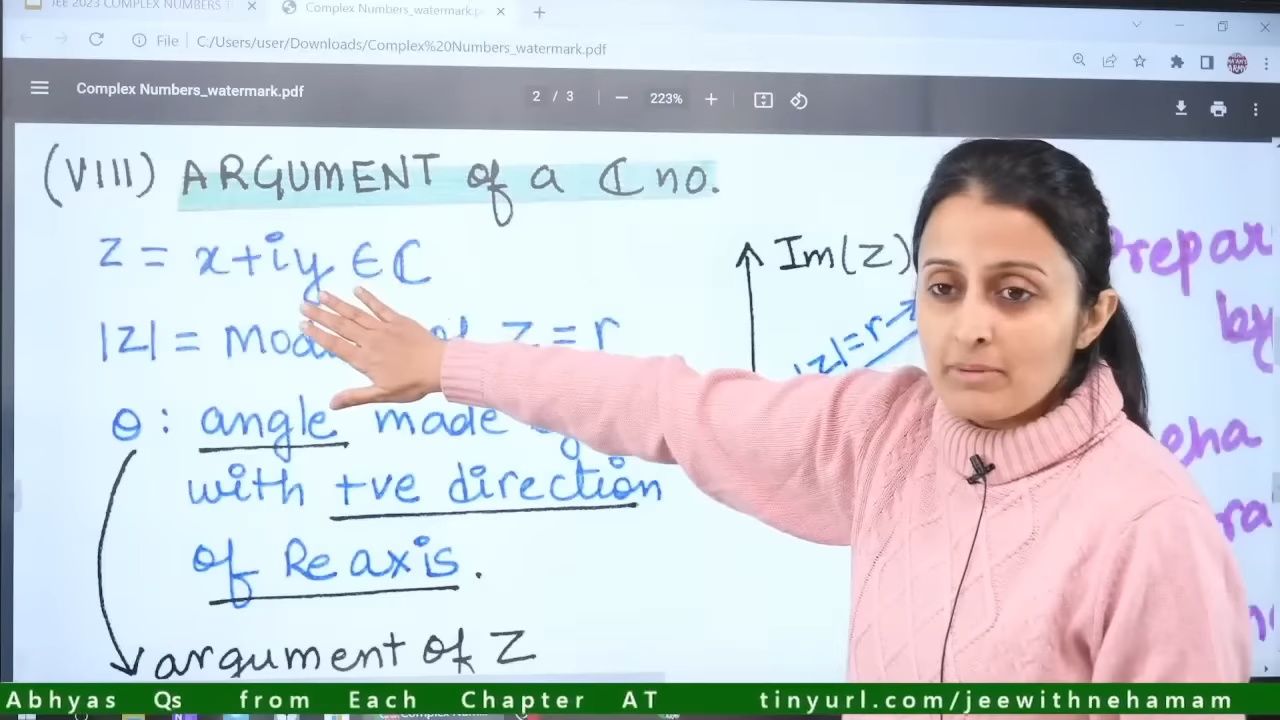 JEE 2023 COMPLEX NUMBERS
Complex Numbers_watermark.p
File
C:/Users/user/Downloads/Complex%20Numbers_watermark.pdf
Complex Numbers_watermark.pdf
2 / 3
223%
(VIII) ARGUMENT of a ℂ no.
z = x+iy ∈ ℂ
|z| = Mod of z = r
θ : angle made
with +ve direction
of Re axis.
argument of z
Im(z)
|z|=r
Prepar
by
eha
ra
Abhyas Qs from Each Chapter AT tinyurl.com/jeewithnehamam